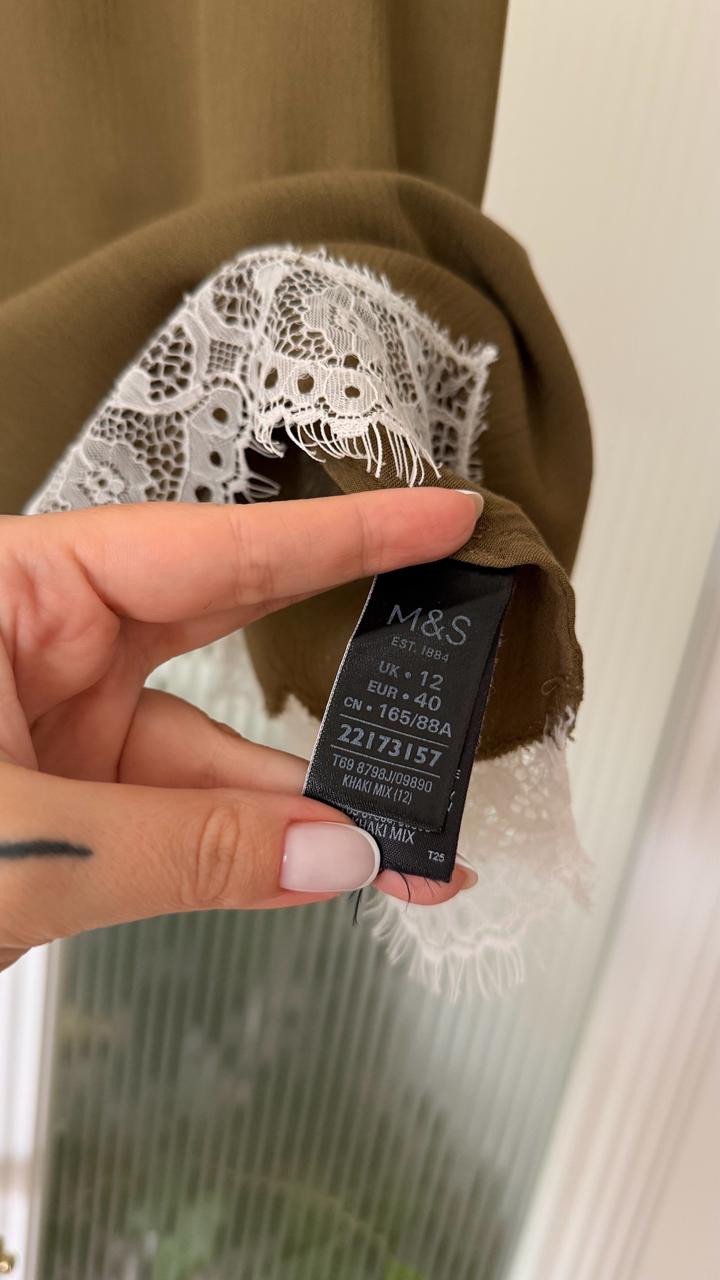 M&S
EST. 1884
UK • 12
EUR • 40
CN • 165/88A
22173157
T69 8798J/09890
KHAKI MIX (12)
KHAKI MIX
T25